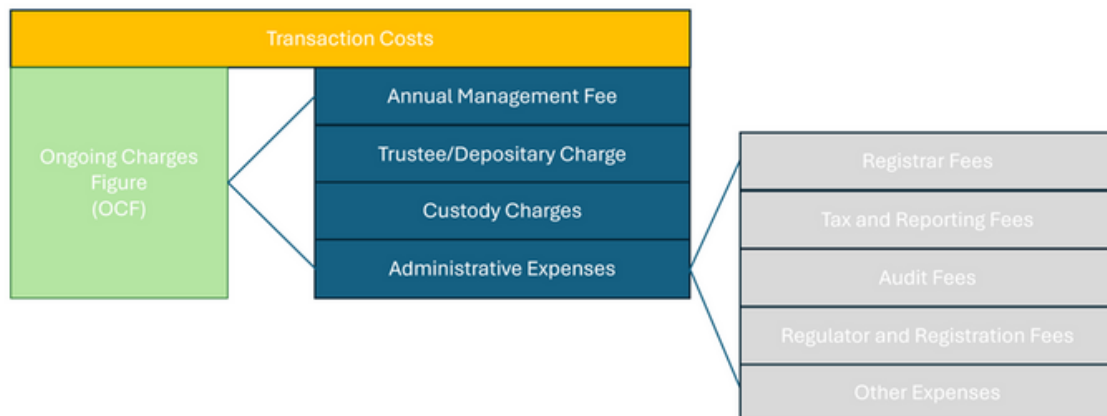 Transaction Costs
Ongoing Charges
Figure
(OCF)
Annual Management Fee
Trustee/Depositary Charge
Custody Charges
Administrative Expenses
Registrar Fees
Tax and Reporting Fees
Audit Fees
Regulator and Registration Fees
Other Expenses